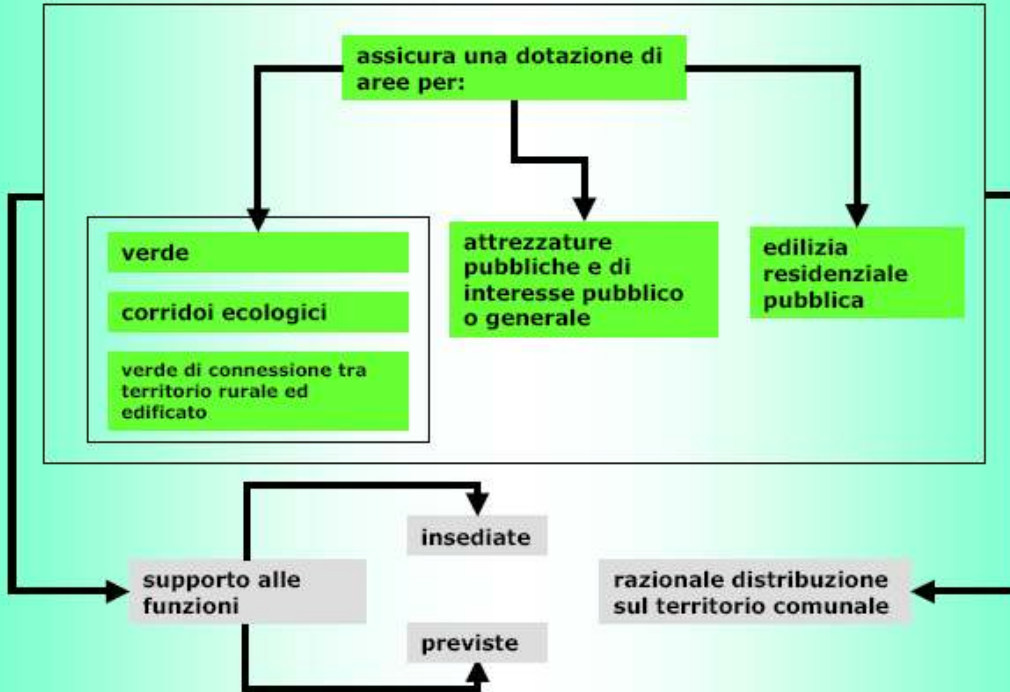 assicura una dotazione di
aree per:
verde
corridoi ecologici
verde di connessione tra
territorio rurale ed
edificato
attrezzature
pubbliche e di
interesse pubblico
o generale
edilizia
residenziale
pubblica
insediate
supporto alle
funzioni
previste
razionale distribuzione
sul territorio comunale